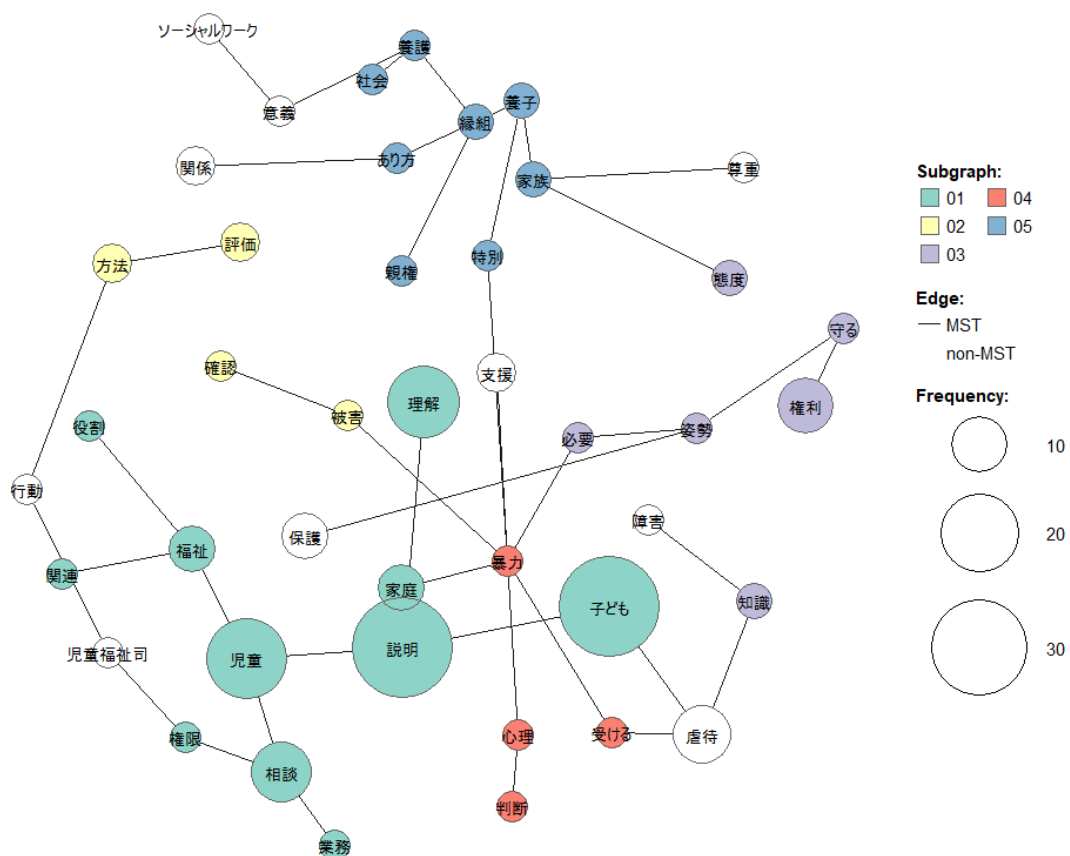 ソーシャルワーク
養護
社会
意義
養子
縁組
関係
あり方
家族
尊重
評価
方法
特別
親権
態度
守る
確認
支援
理解
被害
権利
役割
必要
姿勢
行動
保護
障害
福祉
関連
暴力
家庭
知識
子ども
説明
児童
児童福祉司
権限
心理
受ける
虐待
相談
判断
業務
Subgraph:
01 04
02 05
03
Edge:
MST
non-MST
Frequency:
10
20
30